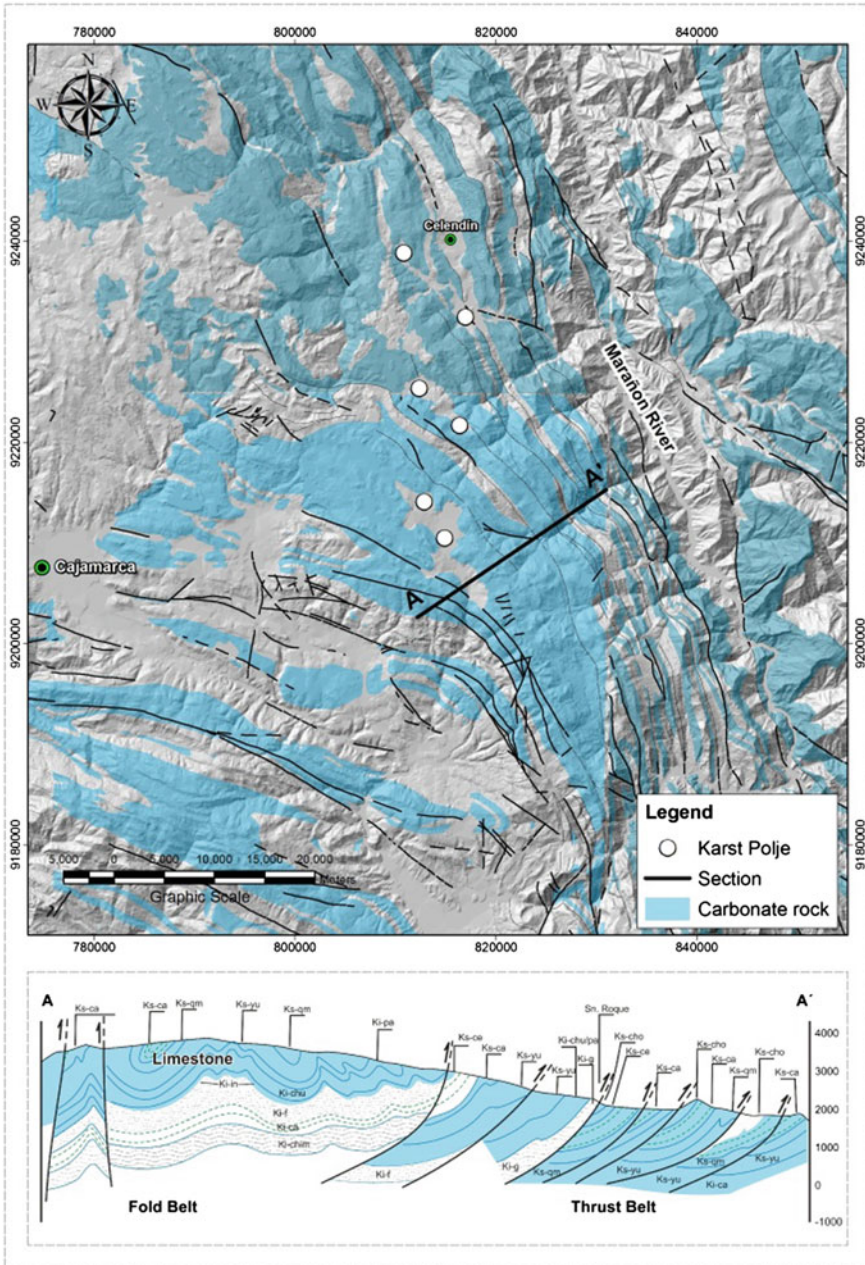 780000 800000 820000 840000
N
W E
S
9240000 9240000
Celendín
Marañon River
9220000 9220000
A'
Cajamarca
A
9200000 9200000
Legend
Karst Polje
Section
Carbonate rock
9180000 9180000
5,000 0 5,000 10,000 15,000 20,000
Meters
Graphic Scale
780000 800000 820000 840000
A A´
Ks-ca Ks-ca Ks-qm Ks-yu Ks-qm Ki-pa Ks-ca Ks-yu Ks-yu Ki-chu/pa Ki-g Sn. Roque Ks-cho Ks-ce Ks-ca Ks-cho Ks-ca Ks-qm Ks-cho Ks-ca
4000
3000
2000
1000
0
-1000
Limestone
Ki-in
Ki-chu
Ki-f
Ki-ca
Ki-chim
Ki-f
Ki-g
Ks-qm
Ks-yu
Ks-qm
Ks-yu
Ks-yu
Ki-ca
Fold Belt Thrust Belt